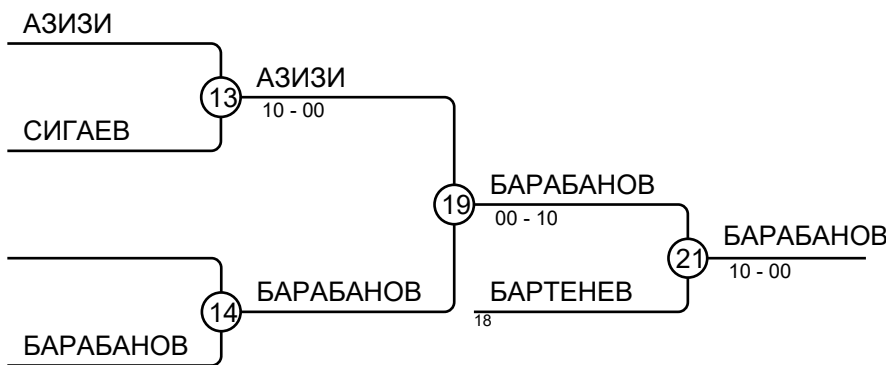 АЗИЗИ
13
АЗИЗИ
10 - 00
СИГАЕВ
19
БАРАБАНОВ
00 - 10
21
БАРАБАНОВ
10 - 00
14
БАРАБАНОВ
БАРТЕНЕВ
18
БАРАБАНОВ